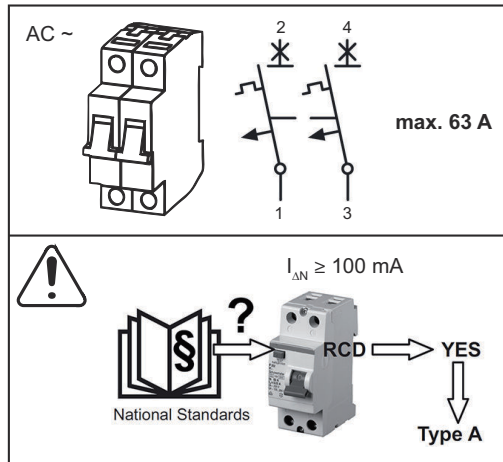 AC ~
2 4
max. 63 A
1 3
I∆N ≥ 100 mA
?
§
RCD
YES
National Standards
Type A